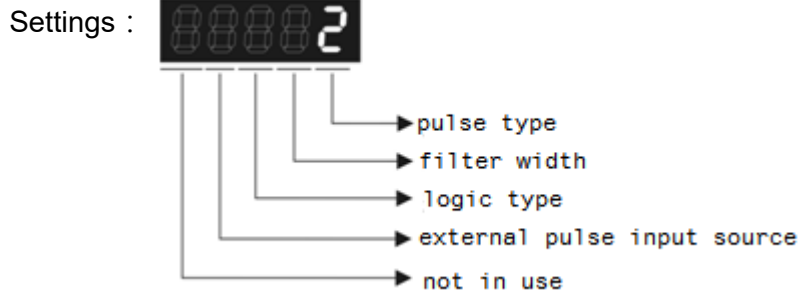 Settings： 2
pulse type
filter width
logic type
external pulse input source
not in use